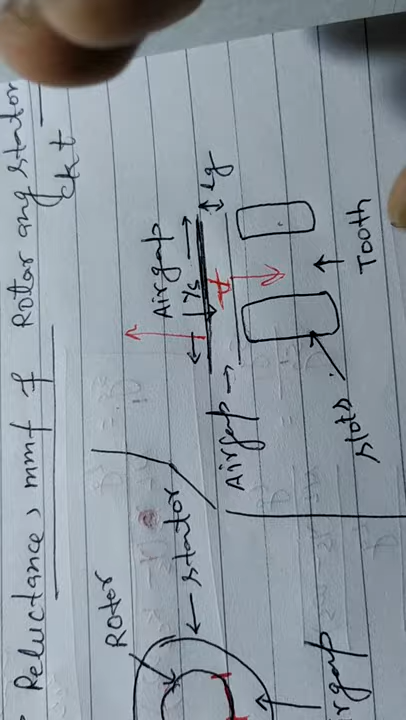 Reluctance, mmf of Rotor and stator
ckt
Airgap
Lg
Ys
Airgap
Tooth
slots
Rotor
stator